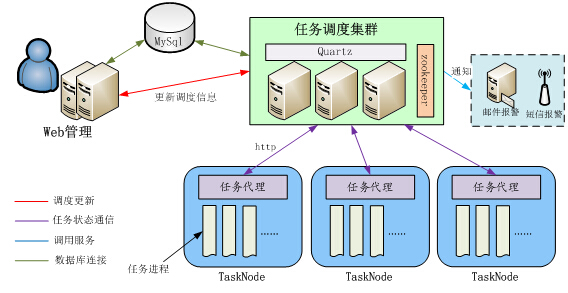 MySql
任务调度集群
Quartz
zookeeper
通知
邮件报警
短信报警
更新调度信息
Web管理
http
任务代理
任务代理
任务代理
……
……
……
调度更新
任务状态通信
调用服务
数据库连接
任务进程
TaskNode
TaskNode
TaskNode